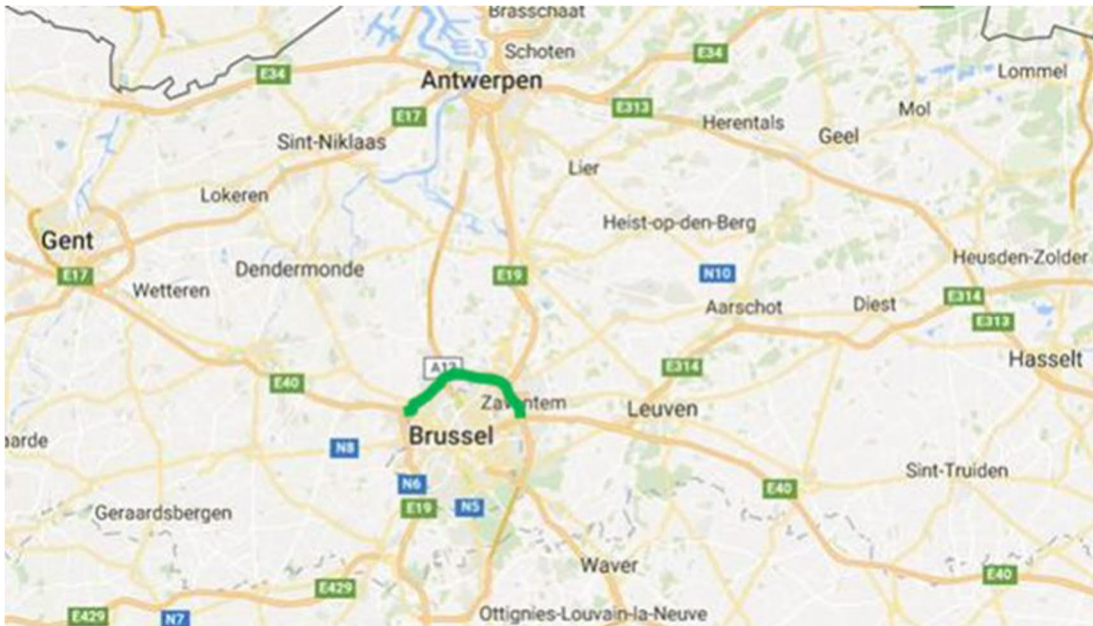 Brasschaat
Schoten
E34
E34
Lommel
Antwerpen
E17
E313
Mol
Herentals
Geel
Sint-Niklaas
Lier
Lokeren
Heist-op-den-Berg
Gent
E17
Dendermonde
E19
N10
Heusden-Zolder
Wetteren
Aarschot
Diest
E314
E313
A12
E314
Hasselt
E40
Leuven
Brussel
N8
N6
E19
N5
E40
Sint-Truiden
Geraardsbergen
Waver
E429
E40
E429
N7
Ottignies-Louvain-la-Neuve